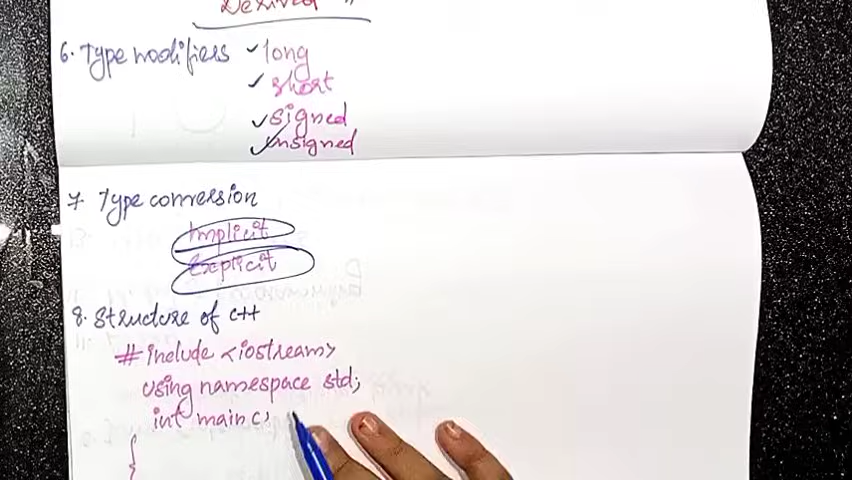 Derived "
6. Type modifiers ✓ long
✓ short
✓ signed
✓ unsigned
7. Type conversion
Implicit
Explicit
8. Structure of C++
# include <iostream>
using namespace std;
int main ()
{